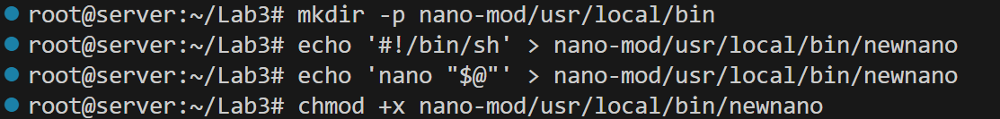 root@server:~/Lab3# mkdir -p nano-mod/usr/local/bin
root@server:~/Lab3# echo '#!/bin/sh' > nano-mod/usr/local/bin/newnano
root@server:~/Lab3# echo 'nano "$@"' > nano-mod/usr/local/bin/newnano
root@server:~/Lab3# chmod +x nano-mod/usr/local/bin/newnano